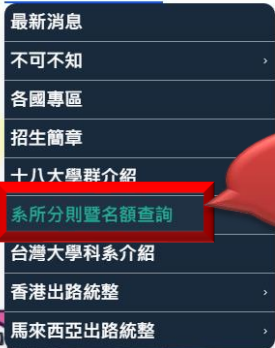 最新消息
不可不知
各國專區
招生簡章
十八大學群介紹
系所分則暨名額查詢
台灣大學科系介紹
香港出路統整
馬來西亞出路統整